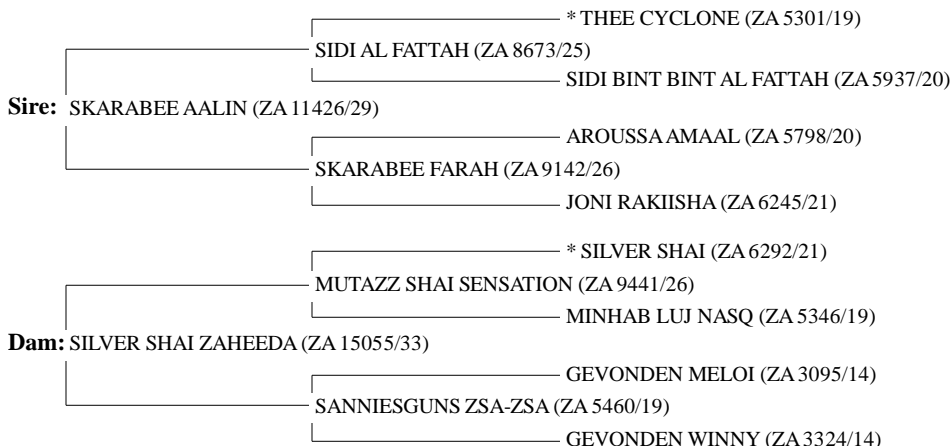 * THEE CYCLONE (ZA 5301/19)
SIDI AL FATTAH (ZA 8673/25)
SIDI BINT BINT AL FATTAH (ZA 5937/20)
Sire: SKARABEE AALIN (ZA 11426/29)
AROUSSA AMAAL (ZA 5798/20)
SKARABEE FARAH (ZA 9142/26)
JONI RAKIISHA (ZA 6245/21)
* SILVER SHAI (ZA 6292/21)
MUTAZZ SHAI SENSATION (ZA 9441/26)
MINHAB LUJ NASQ (ZA 5346/19)
Dam: SILVER SHAI ZAHEEDA (ZA 15055/33)
GEVONDEN MELOI (ZA 3095/14)
SANNIESGUNS ZSA-ZSA (ZA 5460/19)
GEVONDEN WINNY (ZA 3324/14)